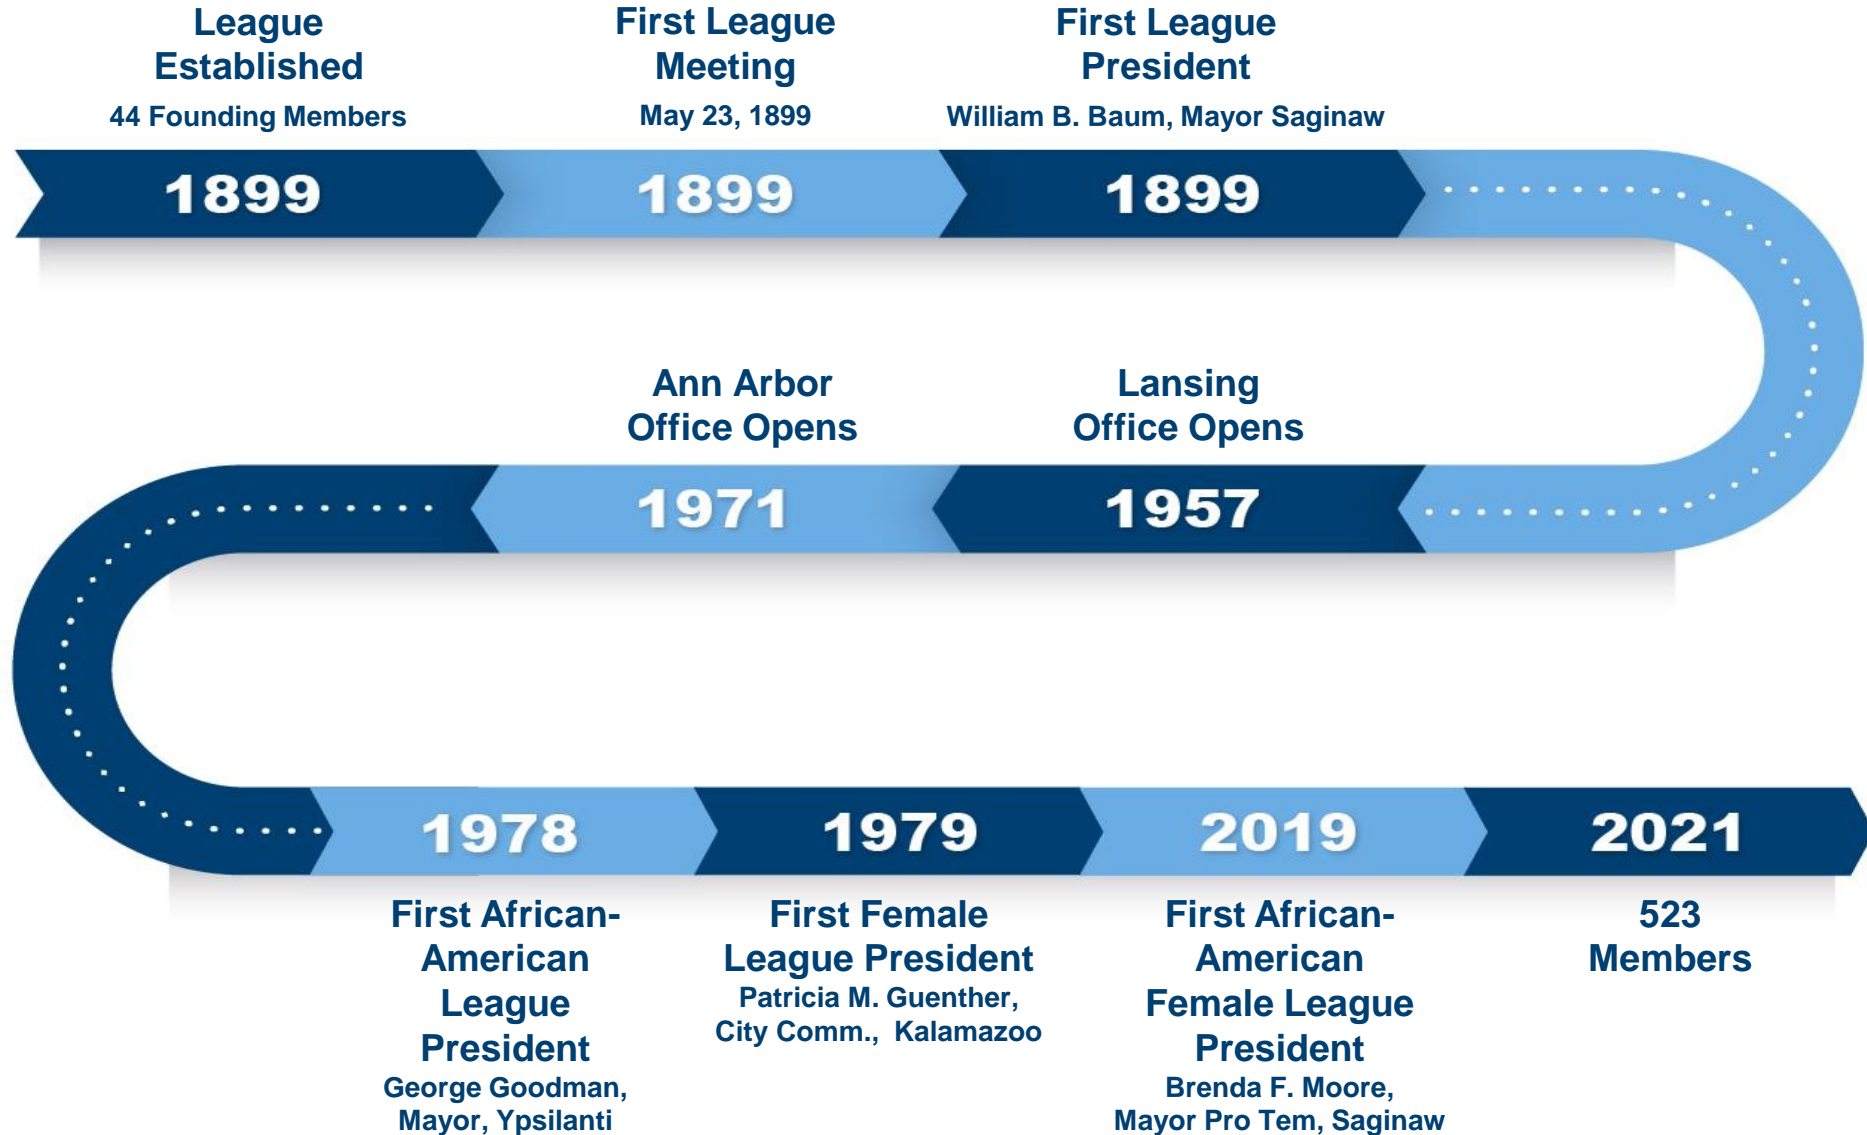 League
Established
44 Founding Members
1899
First League
Meeting
May 23, 1899
1899
First League
President
William B. Baum, Mayor Saginaw
1899
Lansing
Office Opens
1957
Ann Arbor
Office Opens
1971
1978
First African-
American
League
President
George Goodman,
Mayor, Ypsilanti
1979
First Female
League President
Patricia M. Guenther,
City Comm., Kalamazoo
2019
First African-
American
Female League
President
Brenda F. Moore,
Mayor Pro Tem, Saginaw
2021
523
Members